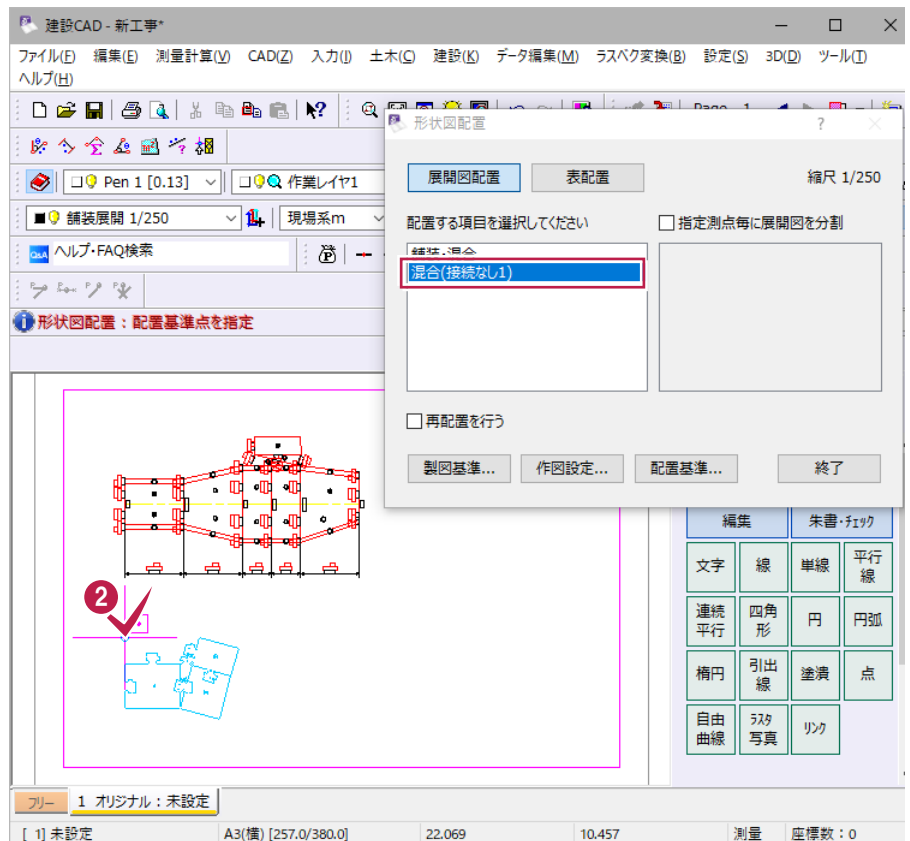 建設CAD - 新工事*
ファイル(F) 編集(E) 測量計算(V) CAD(Z) 入力(I) 土木(C) 建設(K) データ編集(M) ラスベク変換(B) 設定(S) 3D(D) ツール(T)
ヘルプ(H)
Page 1
形状図配置 ?
Pen 1 [0.13] 作業レイヤ1
展開図配置 表配置 縮尺 1/250
舗装展開 1/250 現場系m
配置する項目を選択してください 指定測点毎に展開図を分割
Q&A ヘルプ・FAQ検索
舗装・混合
混合(接続なし1)
形状図配置：配置基準点を指定
再配置を行う
製図基準... 作図設定... 配置基準... 終了
編集 朱書・ﾁｪｯｸ
文字 線 単線 平行線
2
連続平行 四角形 円 円弧
楕円 引出線 塗潰 点
自由曲線 ﾗｽﾀ写真 ﾘﾝｸ
フリー 1 オリジナル：未設定
[ 1] 未設定 A3(横) [257.0/380.0] 22.069 10.457 測量 座標数：0